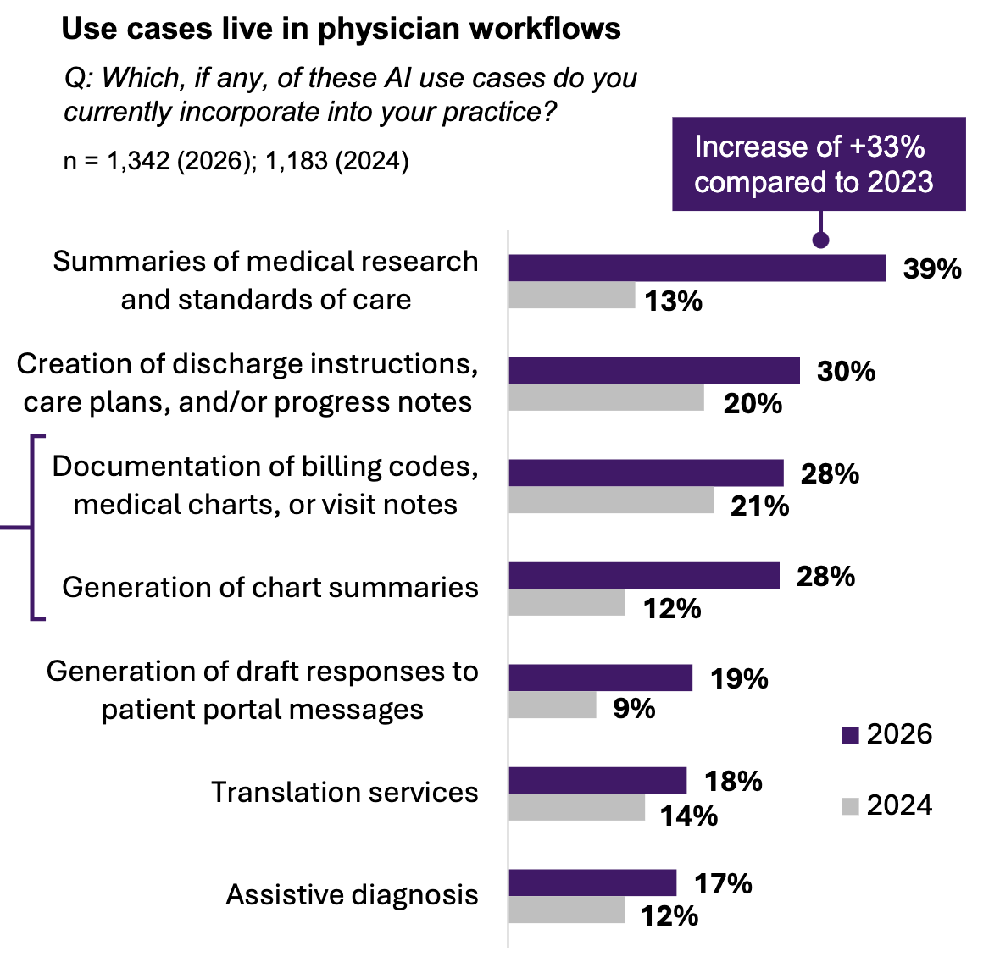 Use cases live in physician workflows
Q: Which, if any, of these AI use cases do you
currently incorporate into your practice?
n = 1,342 (2026); 1,183 (2024)
Increase of +33%
compared to 2023
Summaries of medical research
and standards of care
39%
13%
Creation of discharge instructions,
care plans, and/or progress notes
30%
20%
Documentation of billing codes,
medical charts, or visit notes
28%
21%
Generation of chart summaries
28%
12%
Generation of draft responses to
patient portal messages
19%
9%
2026
Translation services
18%
14%
2024
Assistive diagnosis
17%
12%